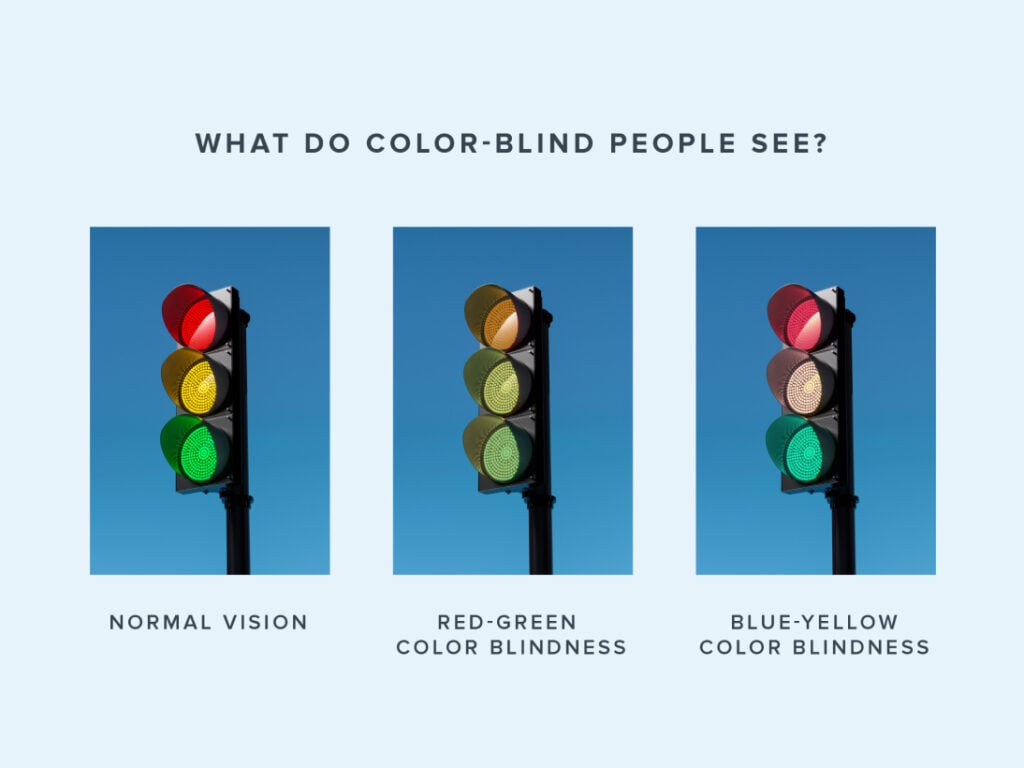 WHAT DO COLOR-BLIND PEOPLE SEE?
NORMAL VISION
RED-GREEN
COLOR BLINDNESS
BLUE-YELLOW
COLOR BLINDNESS